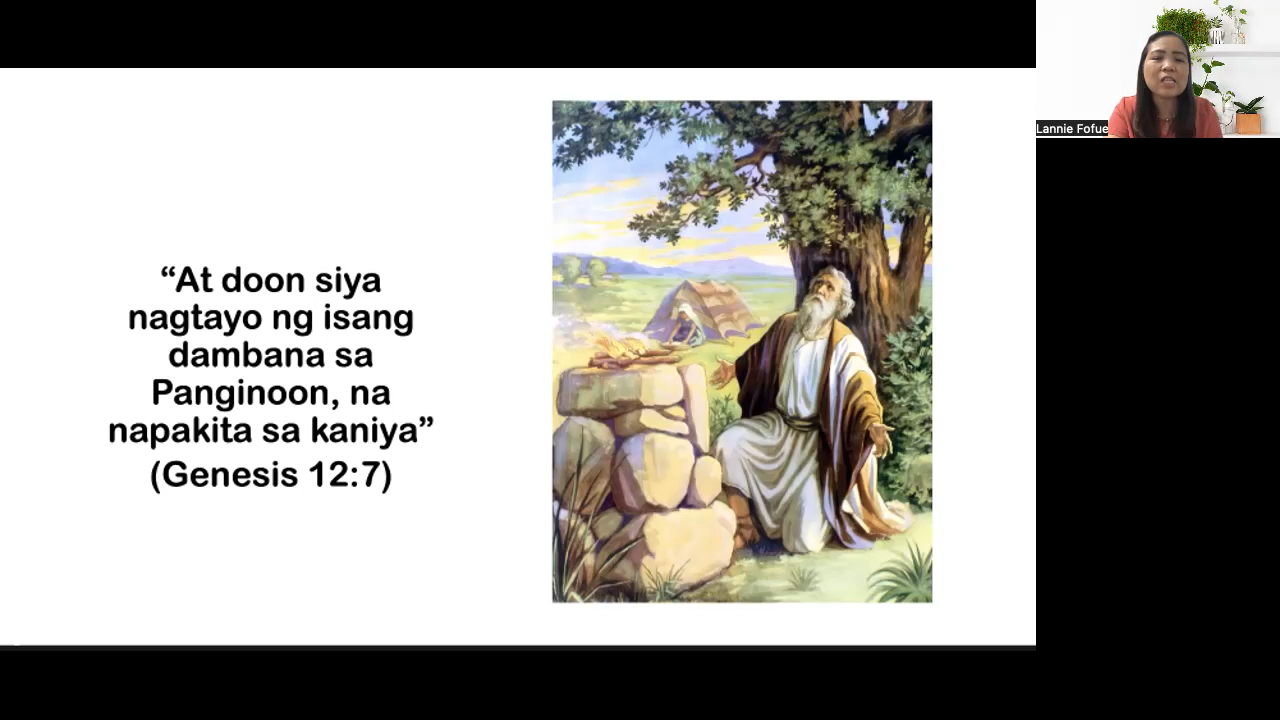 “At doon siya
nagtayo ng isang
dambana sa
Panginoon, na
napakita sa kaniya”
(Genesis 12:7)
Lannie Fofue